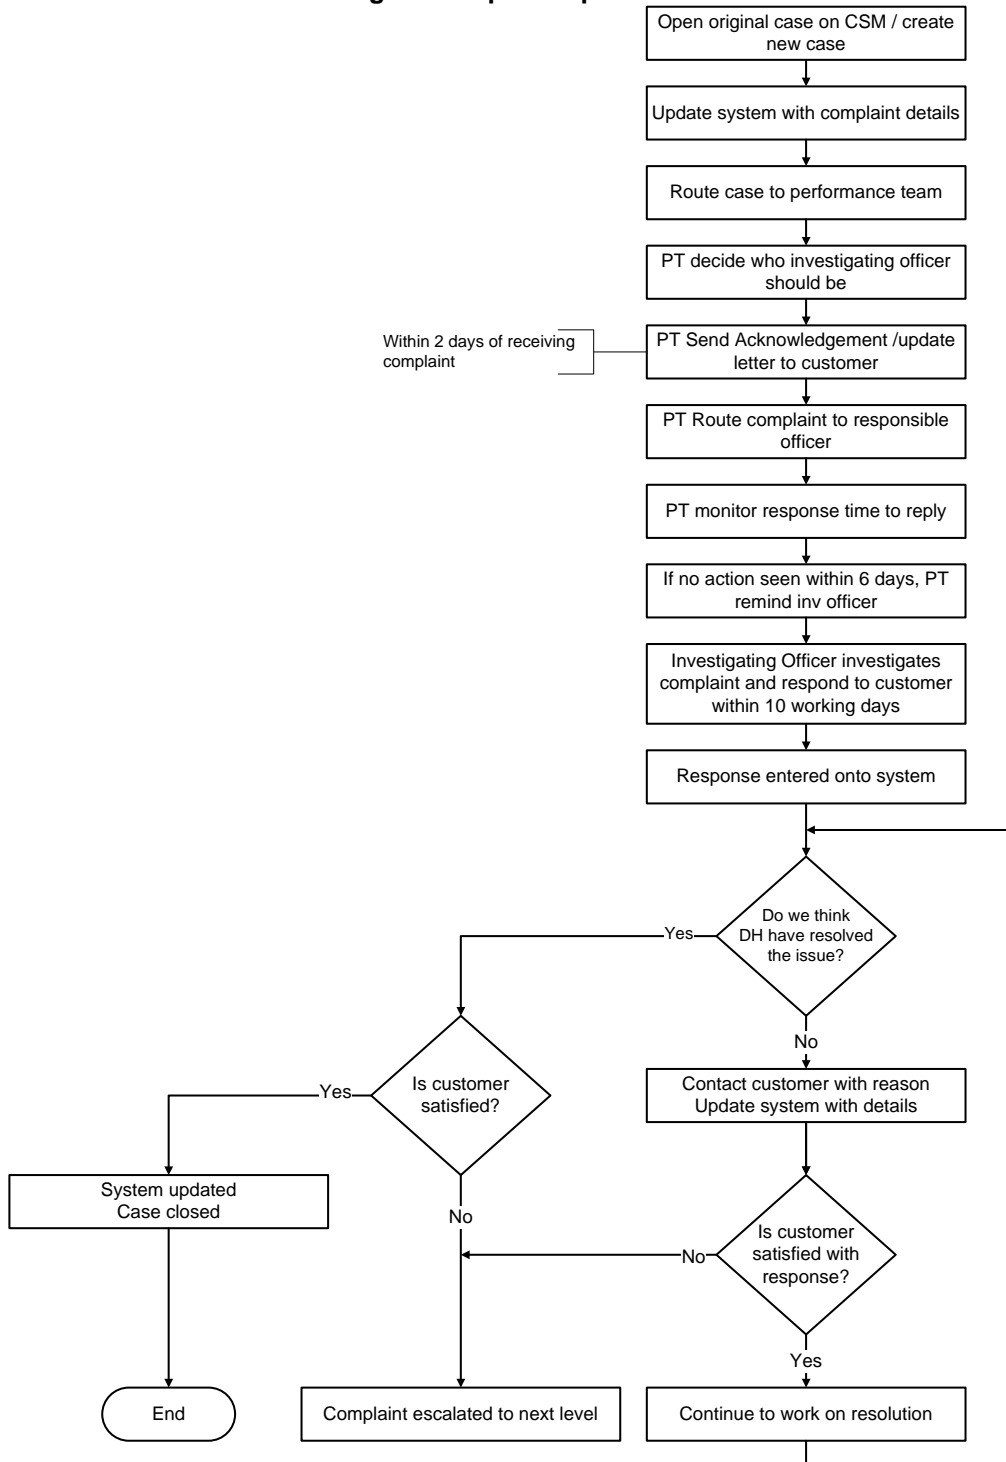 Open original case on CSM / create
new case
Update system with complaint details
Route case to performance team
PT decide who investigating officer
should be
Within 2 days of receiving
complaint
PT Send Acknowledgement /update
letter to customer
PT Route complaint to responsible
officer
PT monitor response time to reply
If no action seen within 6 days, PT
remind inv officer
Investigating Officer investigates
complaint and respond to customer
within 10 working days
Response entered onto system
Do we think
DH have resolved
the issue?
Yes
No
Is customer
satisfied?
Yes
Contact customer with reason
Update system with details
System updated
Case closed
No
Is customer
satisfied with
response?
No
Yes
End
Complaint escalated to next level
Continue to work on resolution